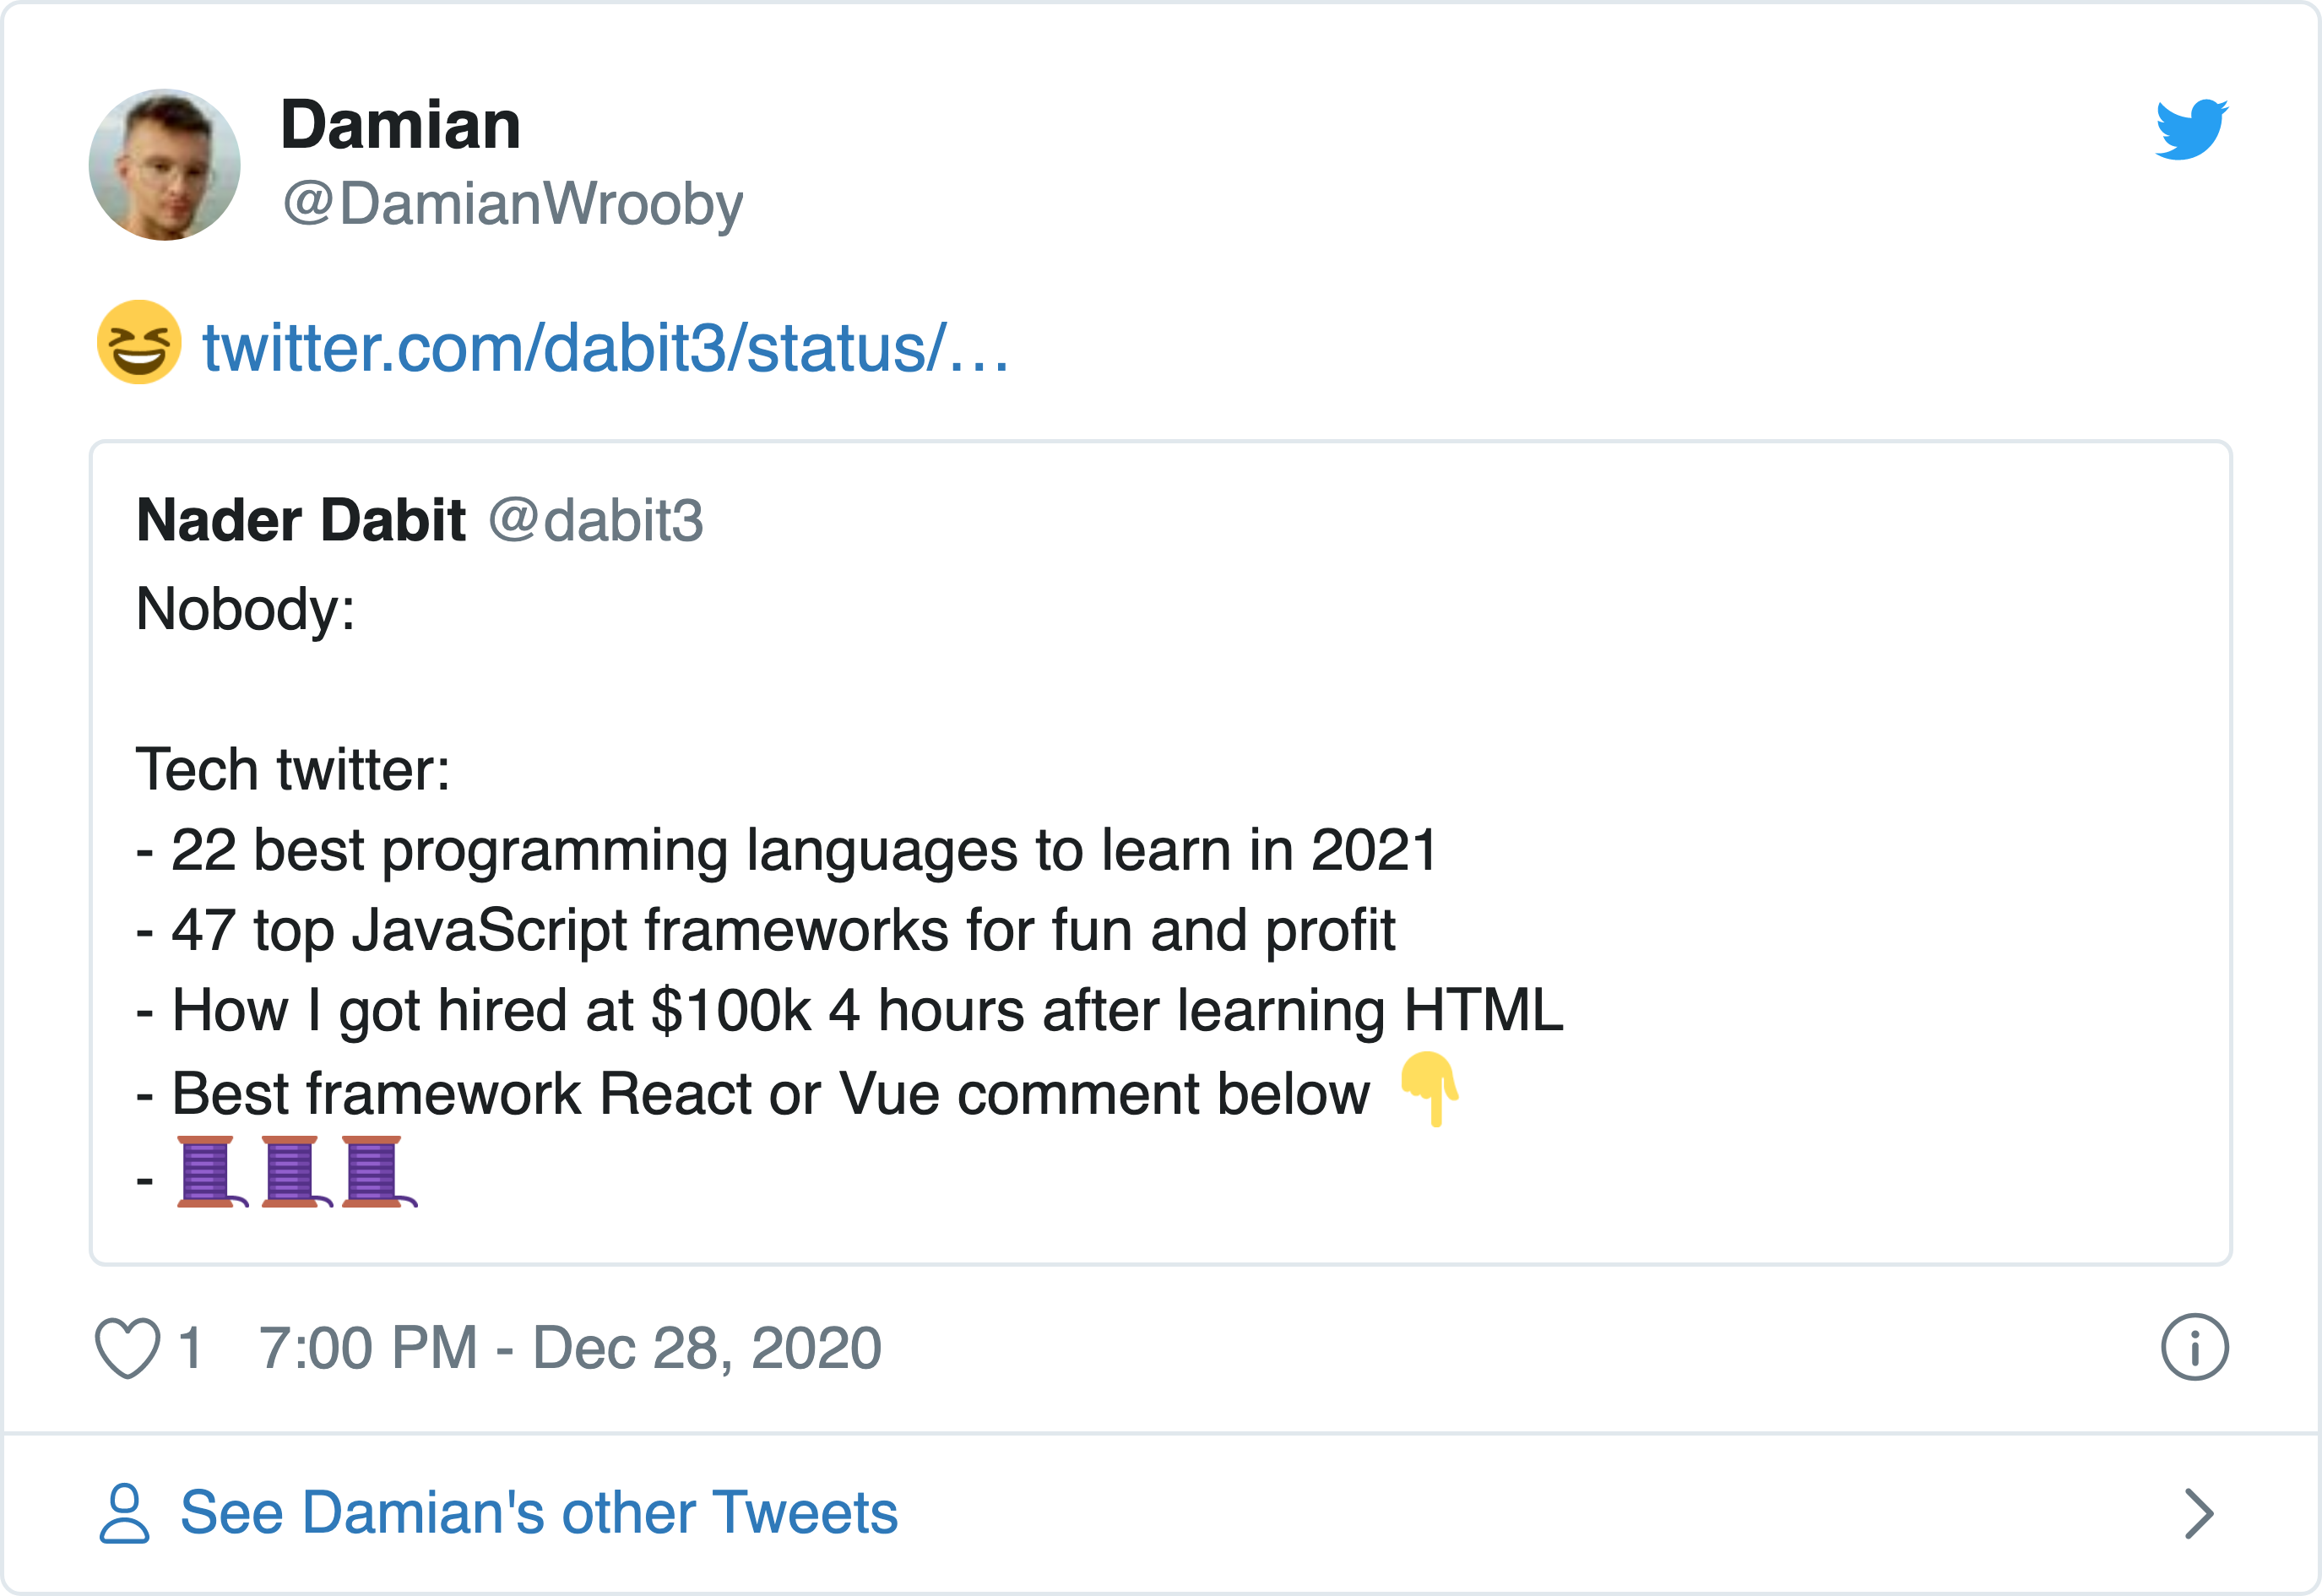 Damian
@DamianWrooby
😆 twitter.com/dabit3/status/…
Nader Dabit @dabit3
Nobody:
Tech twitter:
- 22 best programming languages to learn in 2021
- 47 top JavaScript frameworks for fun and profit
- How I got hired at $100k 4 hours after learning HTML
- Best framework React or Vue comment below 👇
- 🧵🧵🧵
1 7:00 PM - Dec 28, 2020
See Damian's other Tweets